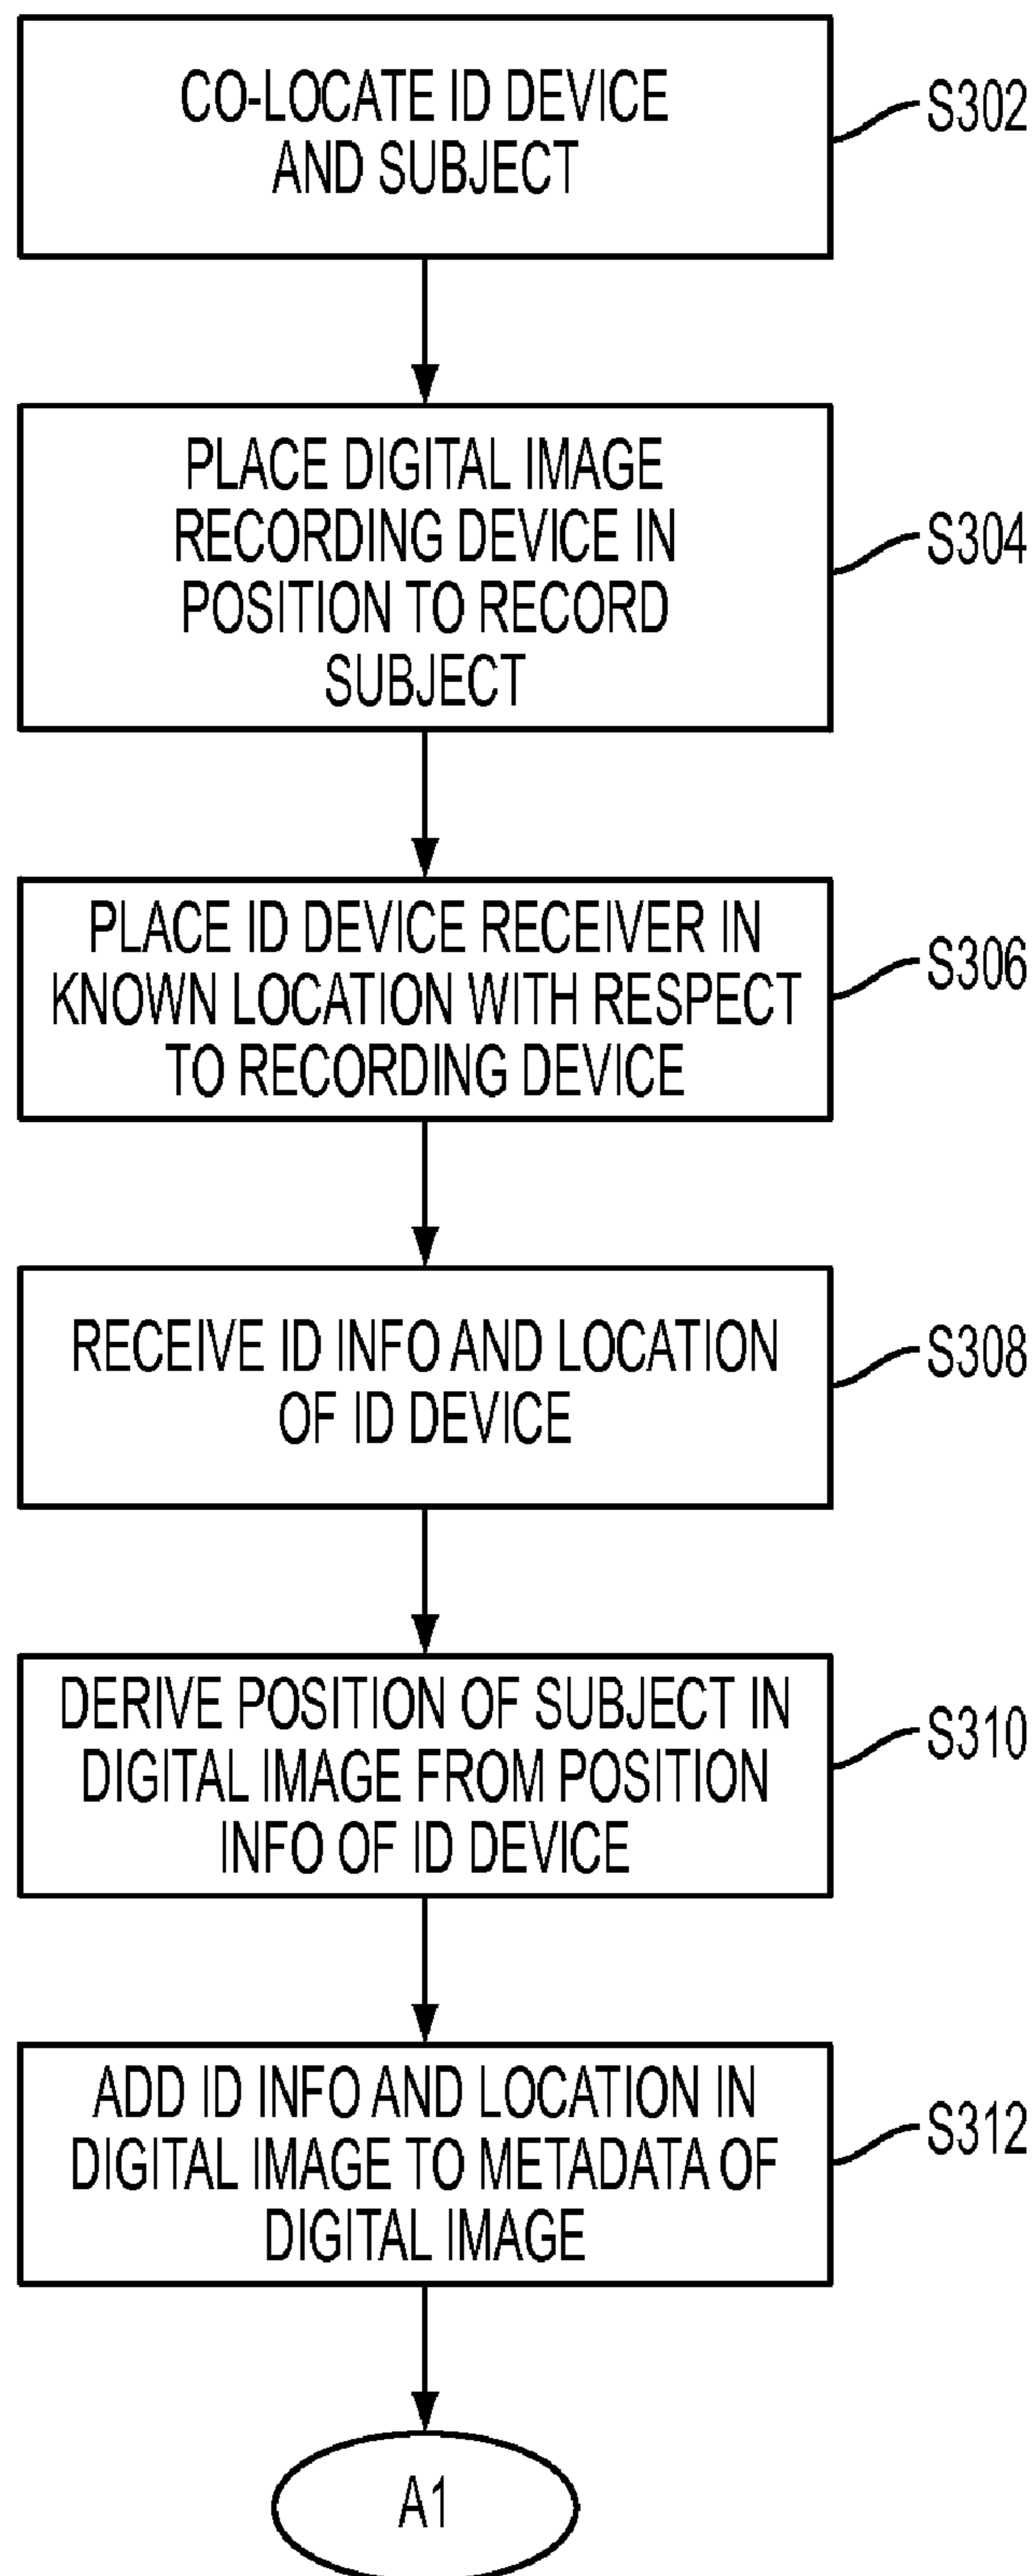 CO-LOCATE ID DEVICE
AND SUBJECT
S302
PLACE DIGITAL IMAGE
RECORDING DEVICE IN
POSITION TO RECORD
SUBJECT
S304
PLACE ID DEVICE RECEIVER IN
KNOWN LOCATION WITH RESPECT
TO RECORDING DEVICE
S306
RECEIVE ID INFO AND LOCATION
OF ID DEVICE
S308
DERIVE POSITION OF SUBJECT IN
DIGITAL IMAGE FROM POSITION
INFO OF ID DEVICE
S310
ADD ID INFO AND LOCATION IN
DIGITAL IMAGE TO METADATA OF
DIGITAL IMAGE
S312
A1